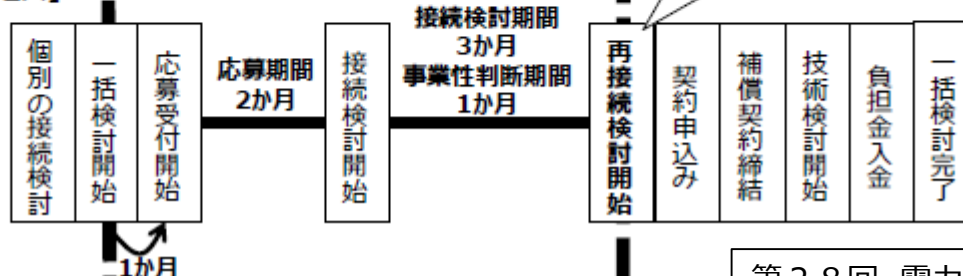 接続検討期間
3か月
事業性判断期間
1か月
応募期間
2か月
個別の接続検討
一括検討開始
応募受付開始
接続検討開始
再接続検討開始
契約申込み
補償契約締結
技術検討開始
負担金入金
一括検討完了
1か月
第28回 電力